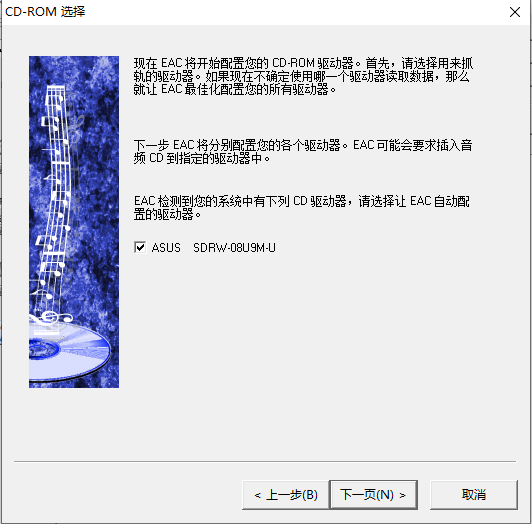 CD-ROM 选择
现在 EAC 将开始配置您的 CD-ROM 驱动器。首先，请选择用来抓
轨的驱动器。如果现在不确定使用哪一个驱动器读取数据，那么
就让 EAC 最佳化配置您的所有驱动器。
下一步 EAC 将分别配置您的各个驱动器。EAC 可能会要求插入音
频 CD 到指定的驱动器中。
EAC 检测到您的系统中有下列 CD 驱动器，请选择让 EAC 自动配
置的驱动器。
ASUS SDRW-08U9M-U
< 上一步(B) 下一页(N) > 取消